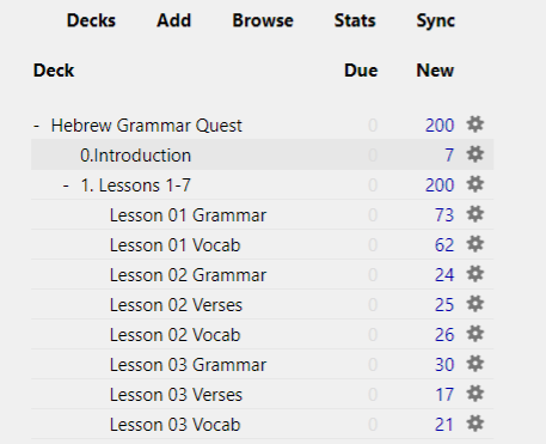 Decks Add Browse Stats Sync
Deck Due New
- Hebrew Grammar Quest 0 200
0.Introduction 0 7
- 1. Lessons 1-7 0 200
Lesson 01 Grammar 0 73
Lesson 01 Vocab 0 62
Lesson 02 Grammar 0 24
Lesson 02 Verses 0 25
Lesson 02 Vocab 0 26
Lesson 03 Grammar 0 30
Lesson 03 Verses 0 17
Lesson 03 Vocab 0 21